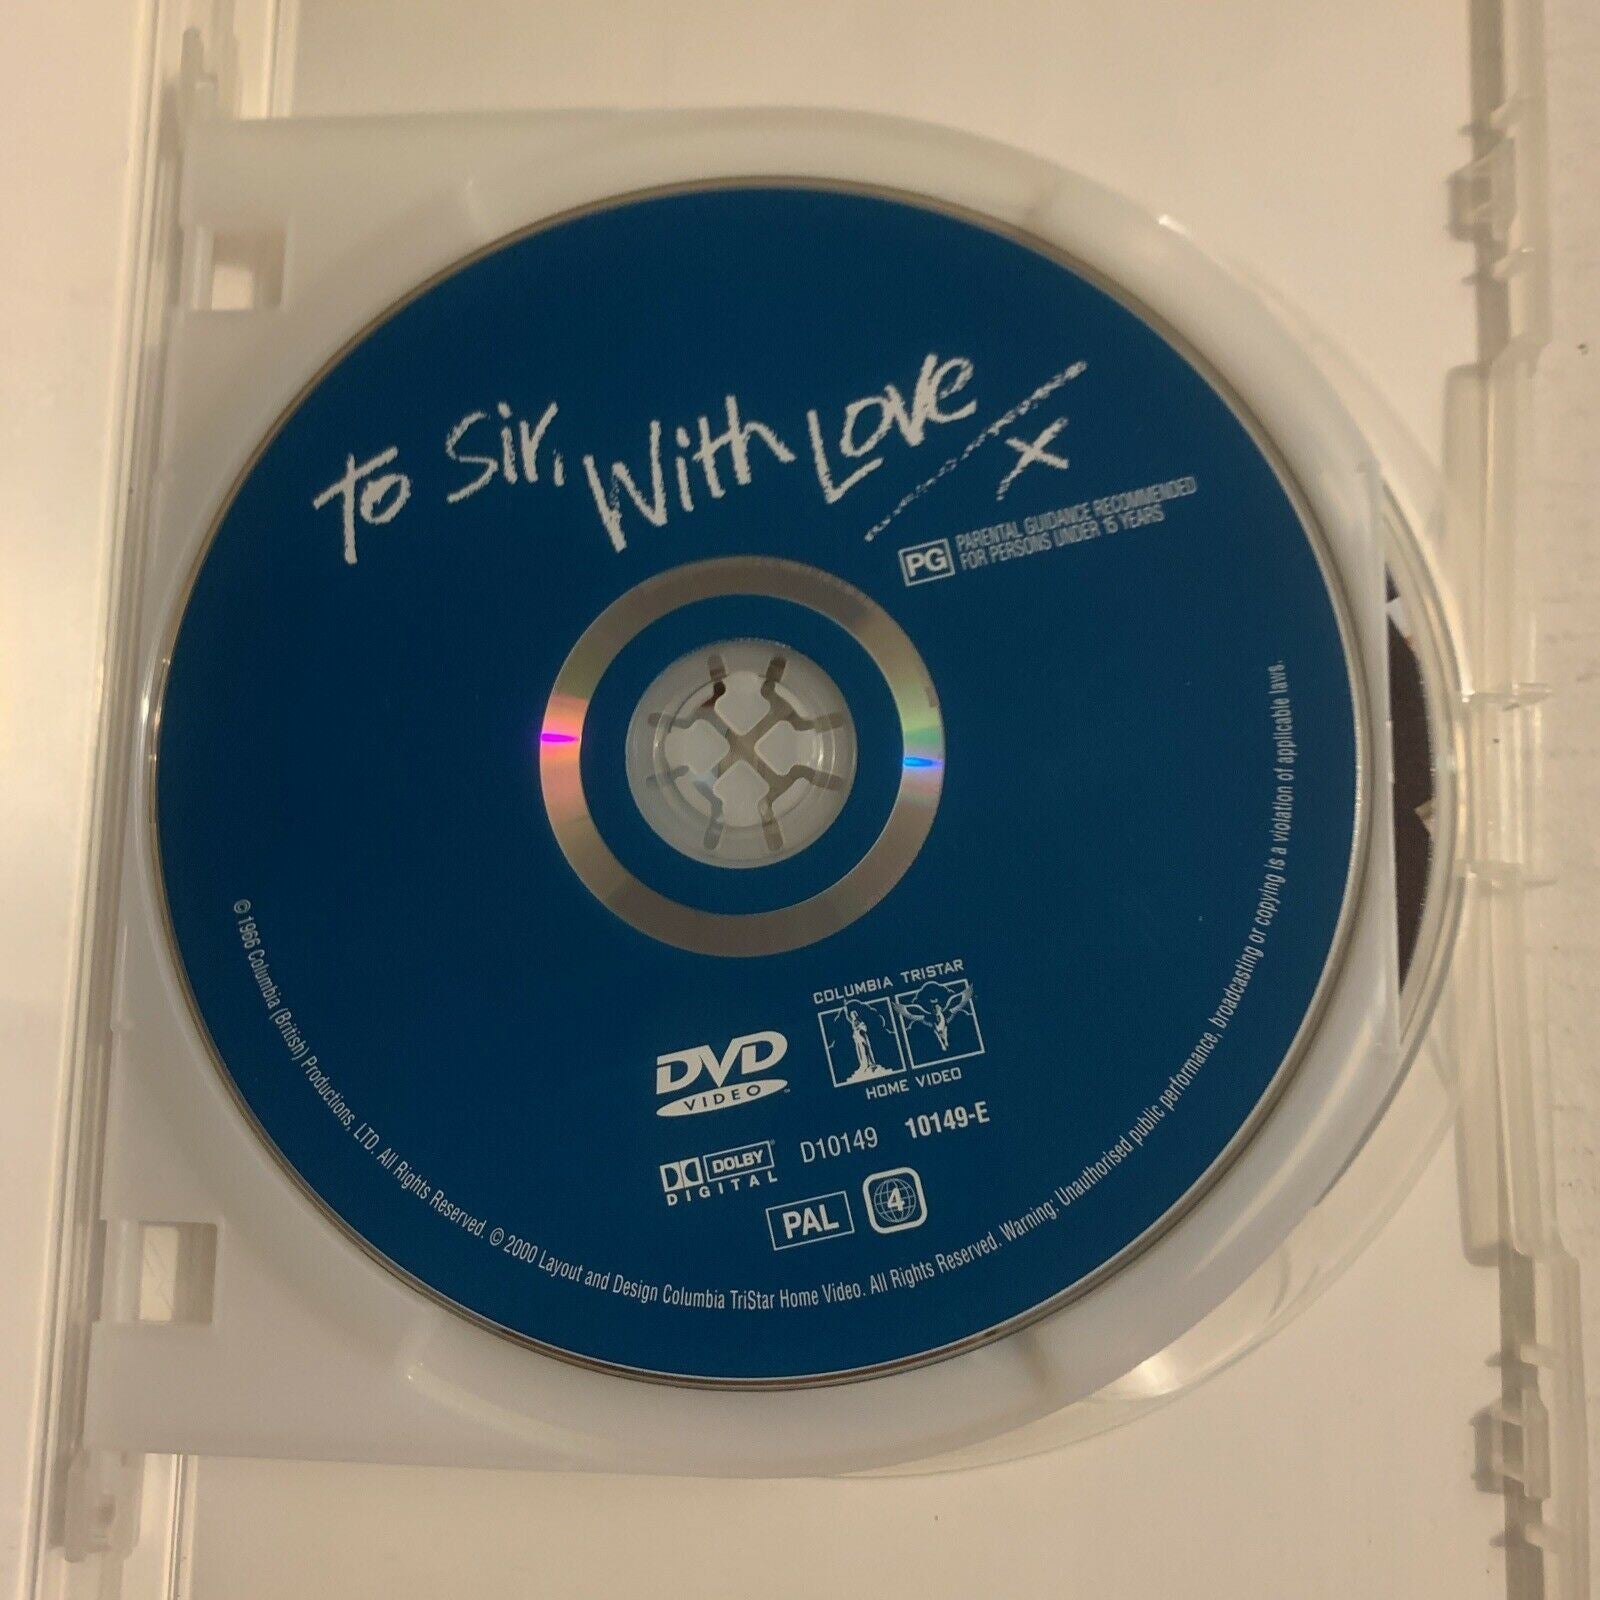 To Sir, With Love
X
PG PARENTAL GUIDANCE RECOMMENDED
FOR PERSONS UNDER 15 YEARS
COLUMBIA TRISTAR
HOME VIDEO
DVD
VIDEO
DOLBY
DIGITAL
D10149 10149-E
PAL 4
© 1966 Columbia (British) Productions, LTD. All Rights Reserved. © 2000 Layout and Design Columbia TriStar Home Video. All Rights Reserved. Warning: Unauthorised public performance, broadcasting or copying is a violation of applicable laws.